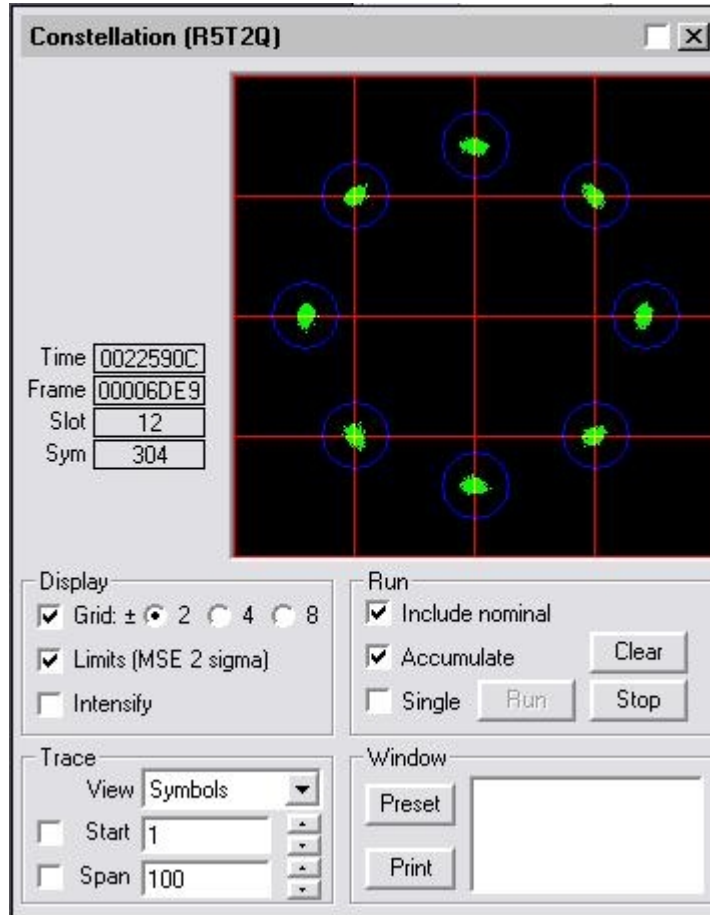 Constellation (R5T2Q)
Time 0022590C
Frame 00006DE9
Slot 12
Sym 304
Display
Grid: ± 2 4 8
Limits (MSE 2 sigma)
Intensify
Run
Include nominal
Accumulate Clear
Single Run Stop
Trace
View Symbols
Start 1
Span 100
Window
Preset
Print